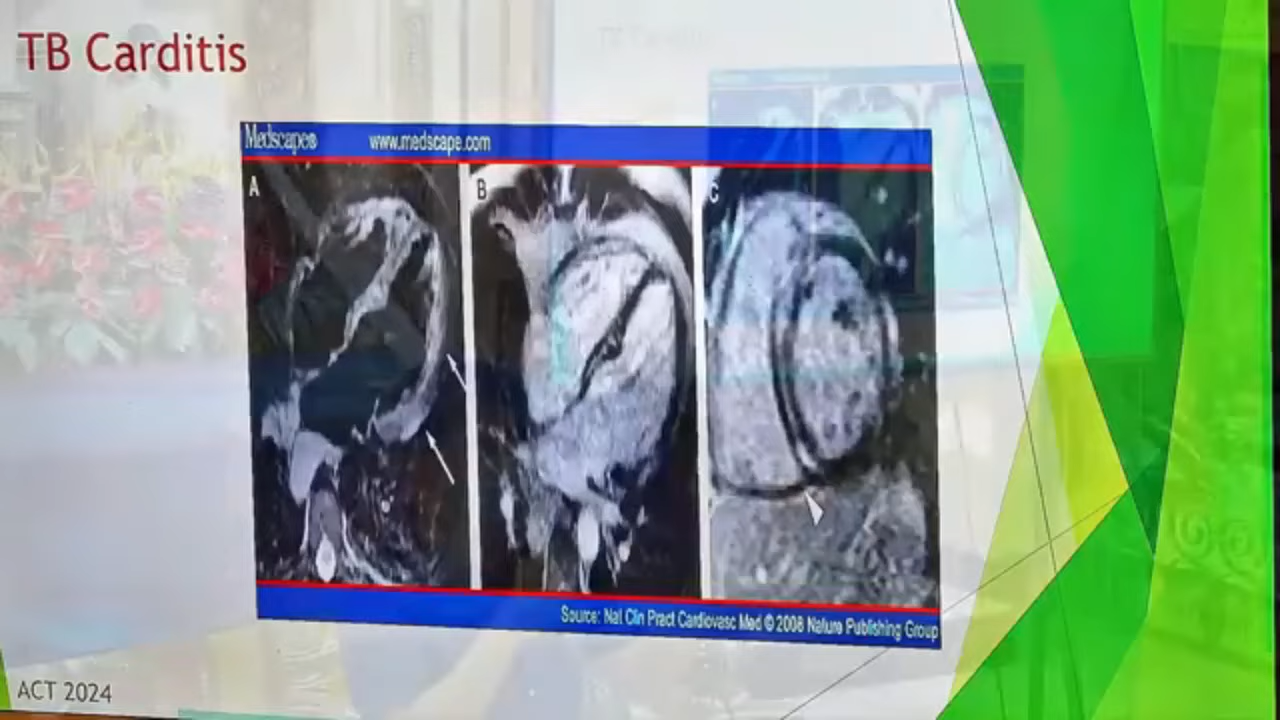 TB Carditis
Medscape® www.medscape.com
A B C
Source: Nat Clin Pract Cardiovasc Med © 2008 Nature Publishing Group
ACT 2024